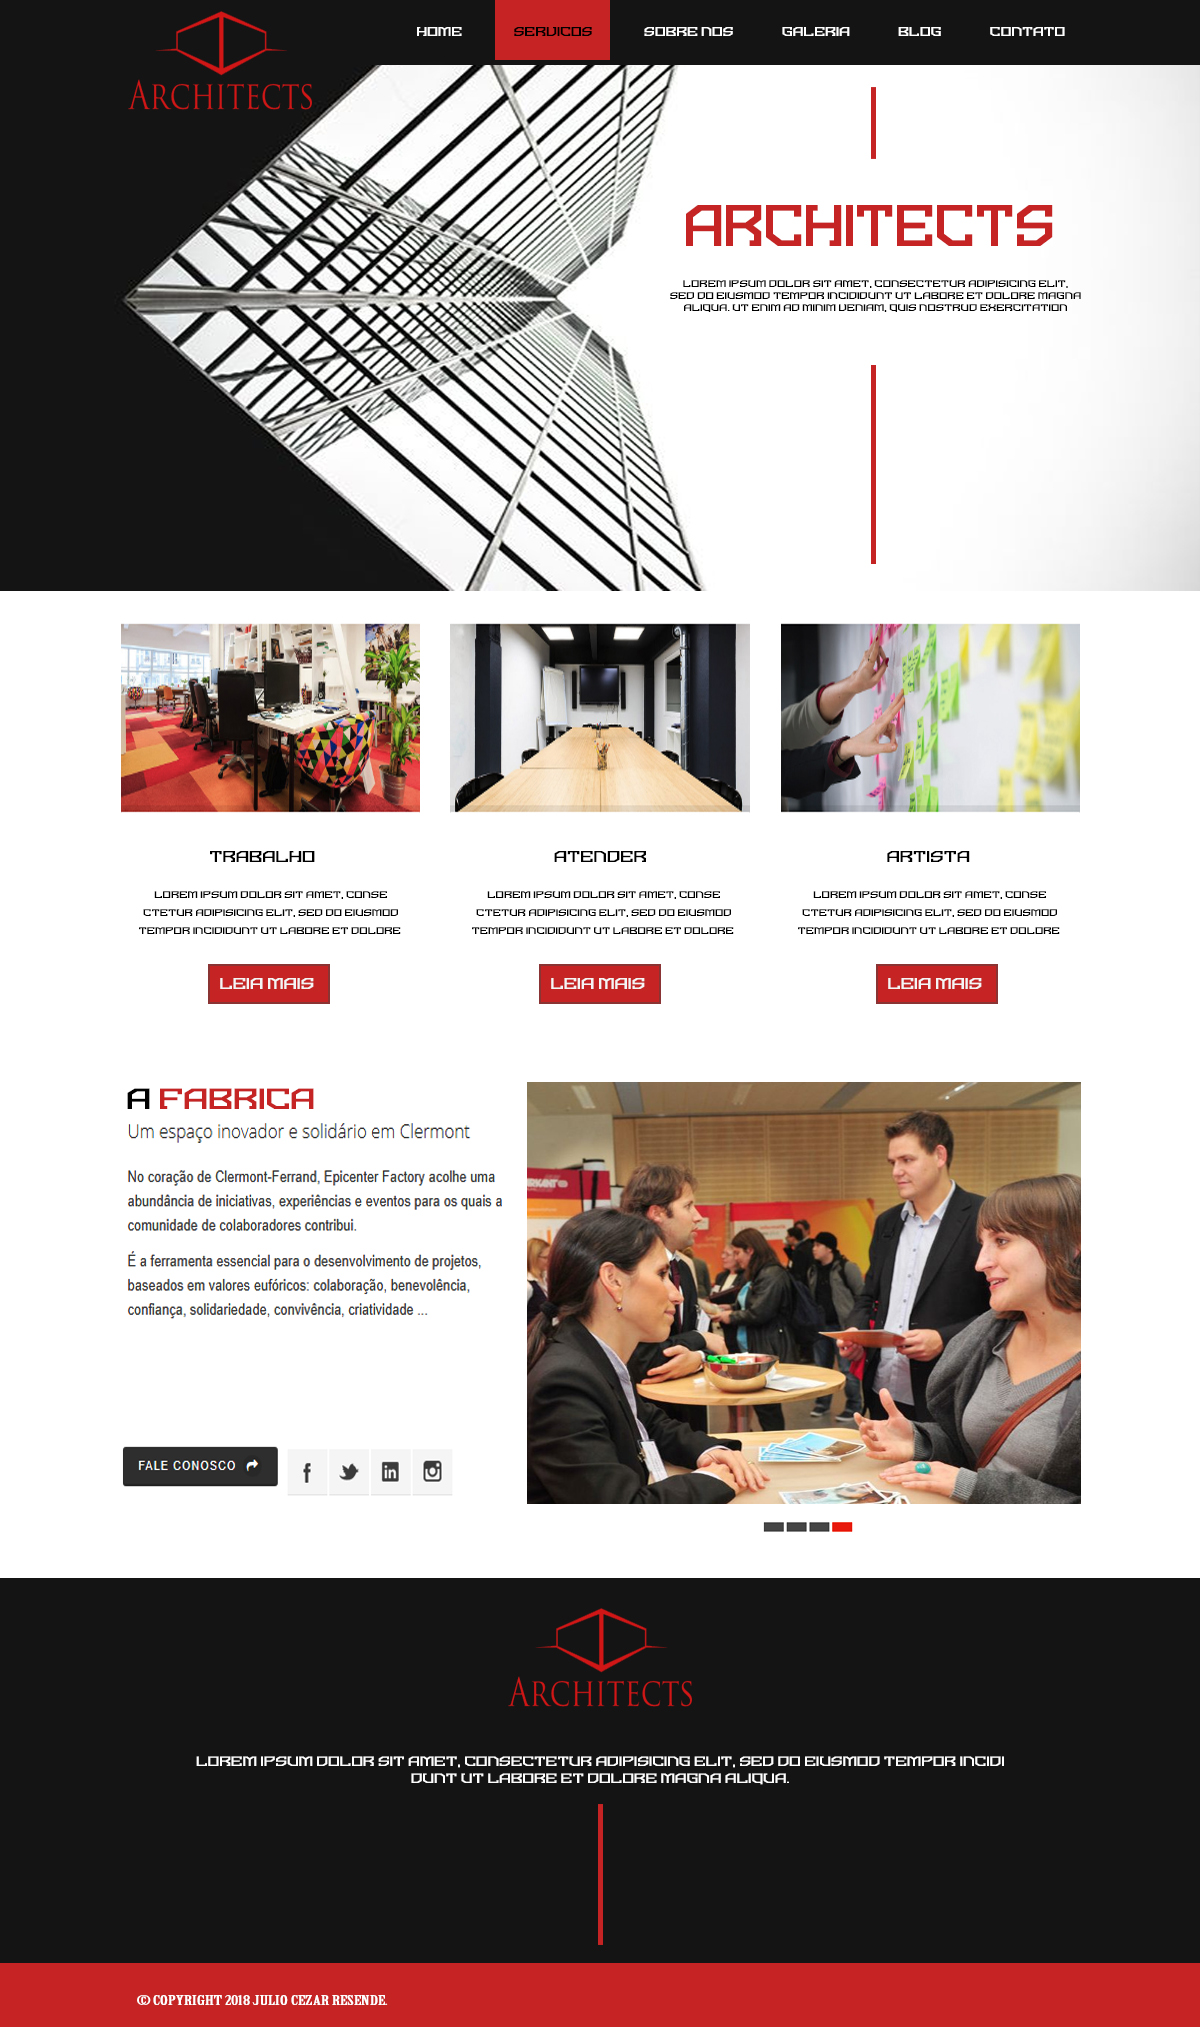 ARCHITECTS
HOME SERVICOS SOBRE NOS GALERIA BLOG CONTATO
ARCHITECTS
LOREM IPSUM DOLOR SIT AMET, CONSECTETUR ADIPISICING ELIT,
SED DO EIUSMOD TEMPOR INCIDIDUNT UT LABORE ET DOLORE MAGNA
ALIQUA. UT ENIM AD MINIM VENIAM, QUIS NOSTRUD EXERCITATION
TRABALHO
LOREM IPSUM DOLOR SIT AMET, CONSE
CTETUR ADIPISICING ELIT, SED DO EIUSMOD
TEMPOR INCIDIDUNT UT LABORE ET DOLORE
LEIA MAIS
ATENDER
LOREM IPSUM DOLOR SIT AMET, CONSE
CTETUR ADIPISICING ELIT, SED DO EIUSMOD
TEMPOR INCIDIDUNT UT LABORE ET DOLORE
LEIA MAIS
ARTISTA
LOREM IPSUM DOLOR SIT AMET, CONSE
CTETUR ADIPISICING ELIT, SED DO EIUSMOD
TEMPOR INCIDIDUNT UT LABORE ET DOLORE
LEIA MAIS
A FABRICA
Um espaço inovador e solidário em Clermont
No coração de Clermont-Ferrand, Epicenter Factory acolhe uma
abundância de iniciativas, experiências e eventos para os quais a
comunidade de colaboradores contribui.
É a ferramenta essencial para o desenvolvimento de projetos,
baseados em valores eufóricos: colaboração, benevolência,
confiança, solidariedade, convivência, criatividade ...
FALE CONOSCO
ARCHITECTS
LOREM IPSUM DOLOR SIT AMET, CONSECTETUR ADIPISICING ELIT, SED DO EIUSMOD TEMPOR INCIDI
DUNT UT LABORE ET DOLORE MAGNA ALIQUA.
© COPYRIGHT 2018 JULIO CEZAR RESENDE.